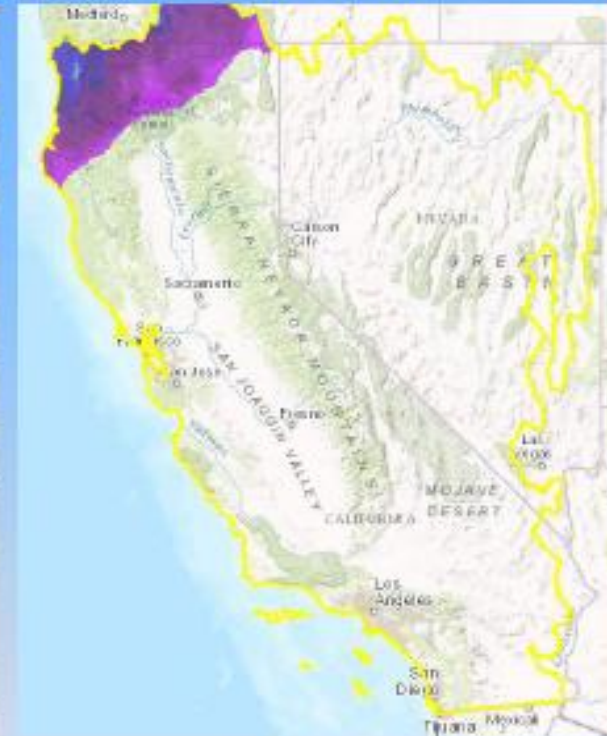 Medford
SIERRA NEVADA MOUNTAINS
Carson
City
NEVADA
GREAT
BASIN
Sacramento
San
Francisco
San Jose
SAN JOAQUIN VALLEY
Fresno
Las
Vegas
MOJAVE
DESERT
CALIFORNIA
Los
Angeles
San
Diego
Tijuana
Mexicali